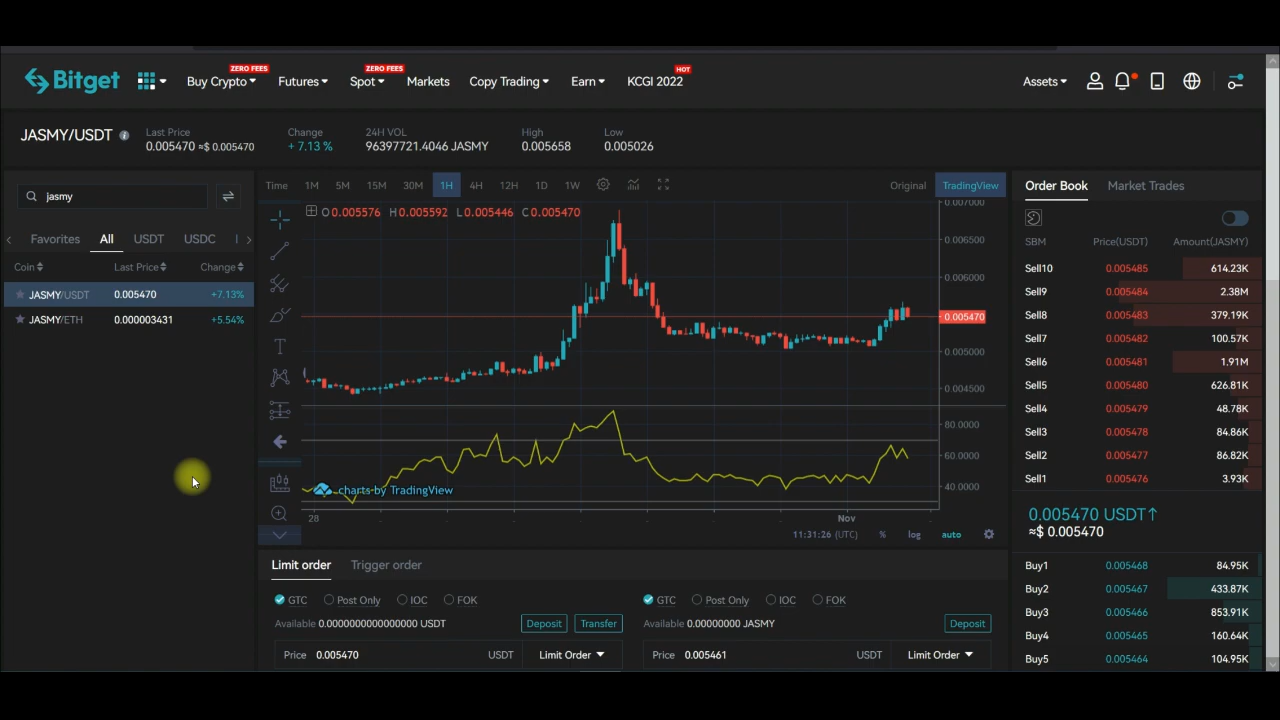 Bitget
ZERO FEES ZERO FEES HOT
Buy Crypto Futures Spot Markets Copy Trading Earn KCGI 2022 Assets
JASMY/USDT
Last Price Change 24H VOL High Low
0.005470 ≈$ 0.005470 + 7.13 % 96397721.4046 JASMY 0.005658 0.005026
jasmy
Favorites All USDT USDC
Coin Last Price Change
JASMY/USDT 0.005470 +7.13%
JASMY/ETH 0.000003431 +5.54%
Time 1M 5M 15M 30M 1H 4H 12H 1D 1W Original TradingView
O 0.005576 H 0.005592 L 0.005446 C 0.005470
0.007000
0.006500
0.006000
0.005470
0.005000
0.004500
80.0000
60.0000
40.0000
charts by TradingView
28 Nov
11:31:26 (UTC) % log auto
Order Book Market Trades
SBM Price(USDT) Amount(JASMY)
Sell10 0.005485 614.23K
Sell9 0.005484 2.38M
Sell8 0.005483 379.19K
Sell7 0.005482 100.57K
Sell6 0.005481 1.91M
Sell5 0.005480 626.81K
Sell4 0.005479 48.78K
Sell3 0.005478 84.86K
Sell2 0.005477 86.82K
Sell1 0.005476 3.93K
0.005470 USDT↑
≈$ 0.005470
Buy1 0.005468 84.95K
Buy2 0.005467 433.87K
Buy3 0.005466 853.91K
Buy4 0.005465 160.64K
Buy5 0.005464 104.95K
Limit order Trigger order
GTC Post Only IOC FOK
Available 0.0000000000000000 USDT Deposit Transfer
Price 0.005470 USDT Limit Order
GTC Post Only IOC FOK
Available 0.00000000 JASMY Deposit
Price 0.005461 USDT Limit Order